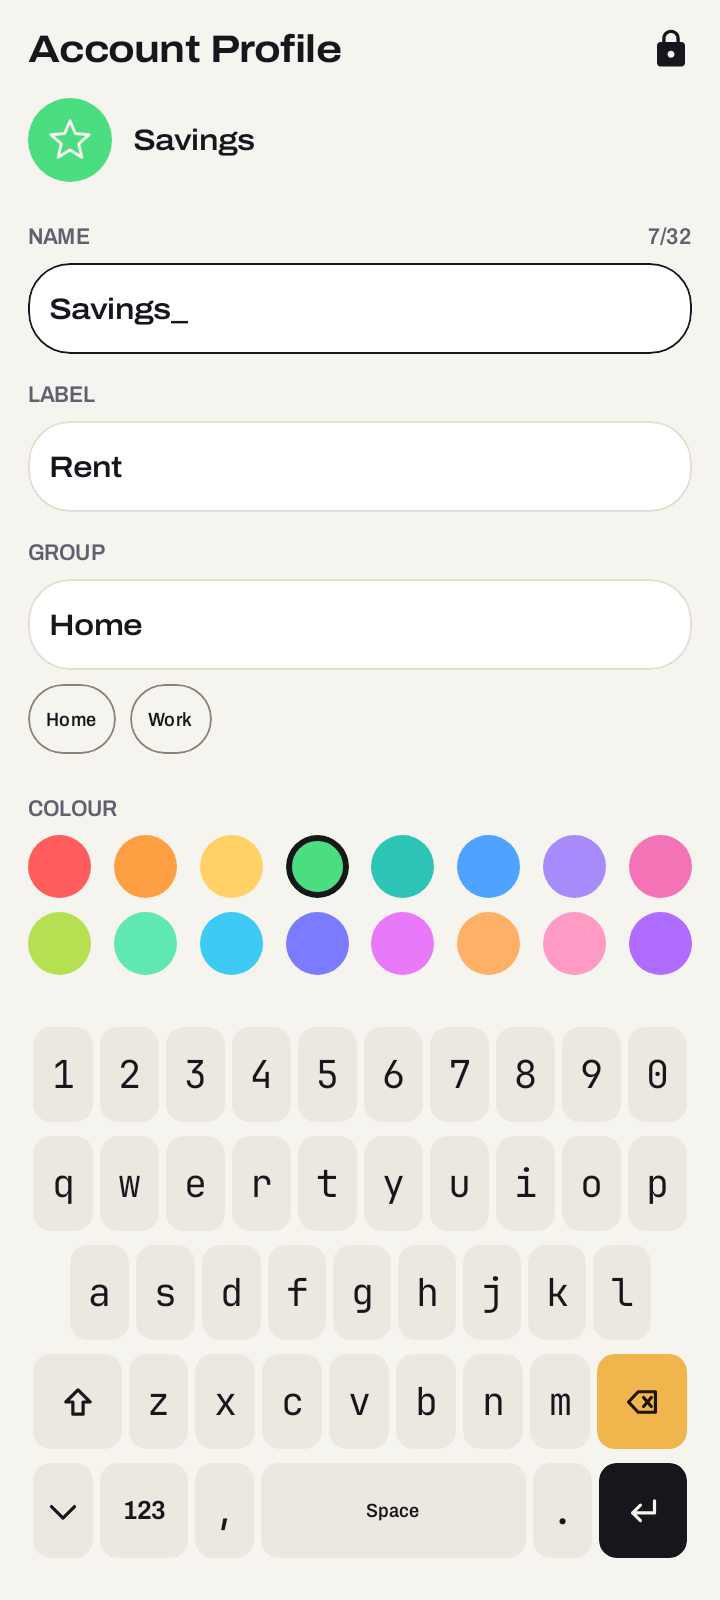 Account Profile
Savings
NAME 7/32
Savings_
LABEL
Rent
GROUP
Home
Home Work
COLOUR
1 2 3 4 5 6 7 8 9 0
q w e r t y u i o p
a s d f g h j k l
z x c v b n m
123 , Space .